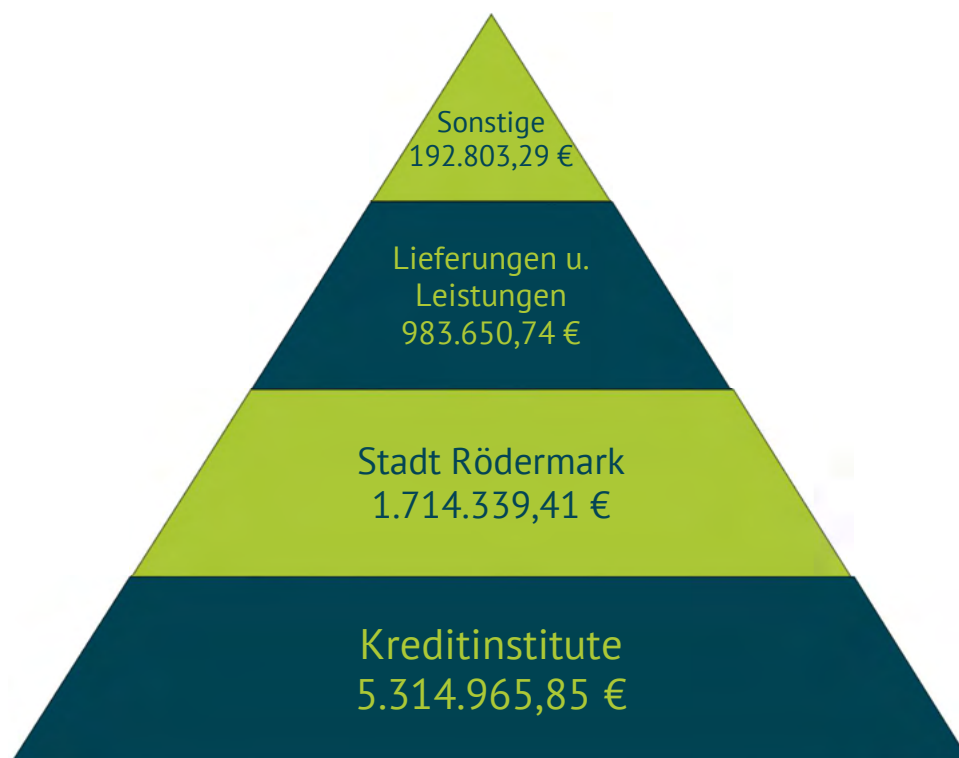 Sonstige
192.803,29 €
Lieferungen u.
Leistungen
983.650,74 €
Stadt Rödermark
1.714.339,41 €
Kreditinstitute
5.314.965,85 €